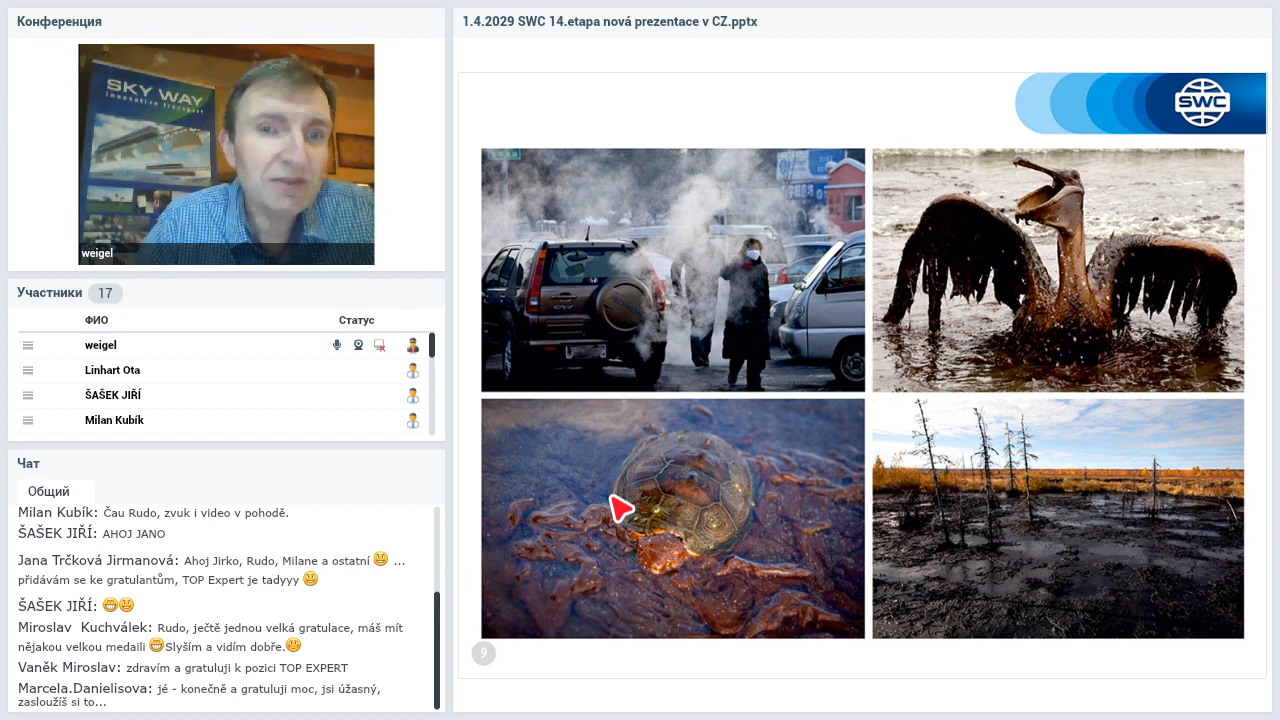 Конференция
SKY WAY
innovative transport
weigel
Участники 17
ФИО Статус
weigel
Linhart Ota
ŠAŠEK JIŘÍ
Milan Kubík
Чат
Общий
Milan Kubík: Čau Rudo, zvuk i video v pohodě.
ŠAŠEK JIŘÍ: AHOJ JANO
Jana Trčková Jirmanová: Ahoj Jirko, Rudo, Milane a ostatní ...
přidávám se ke gratulantům, TOP Expert je tadyyy
ŠAŠEK JIŘÍ:
Miroslav Kuchválek: Rudo, ječtě jednou velká gratulace, máš mít
nějakou velkou medaili Slyším a vidím dobře.
Vaněk Miroslav: zdravím a gratuluji k pozici TOP EXPERT
Marcela.Danielisova: jé - konečně a gratuluji moc, jsi úžasný,
zasloužíš si to...
1.4.2029 SWC 14.etapa nová prezentace v CZ.pptx
SWC
9